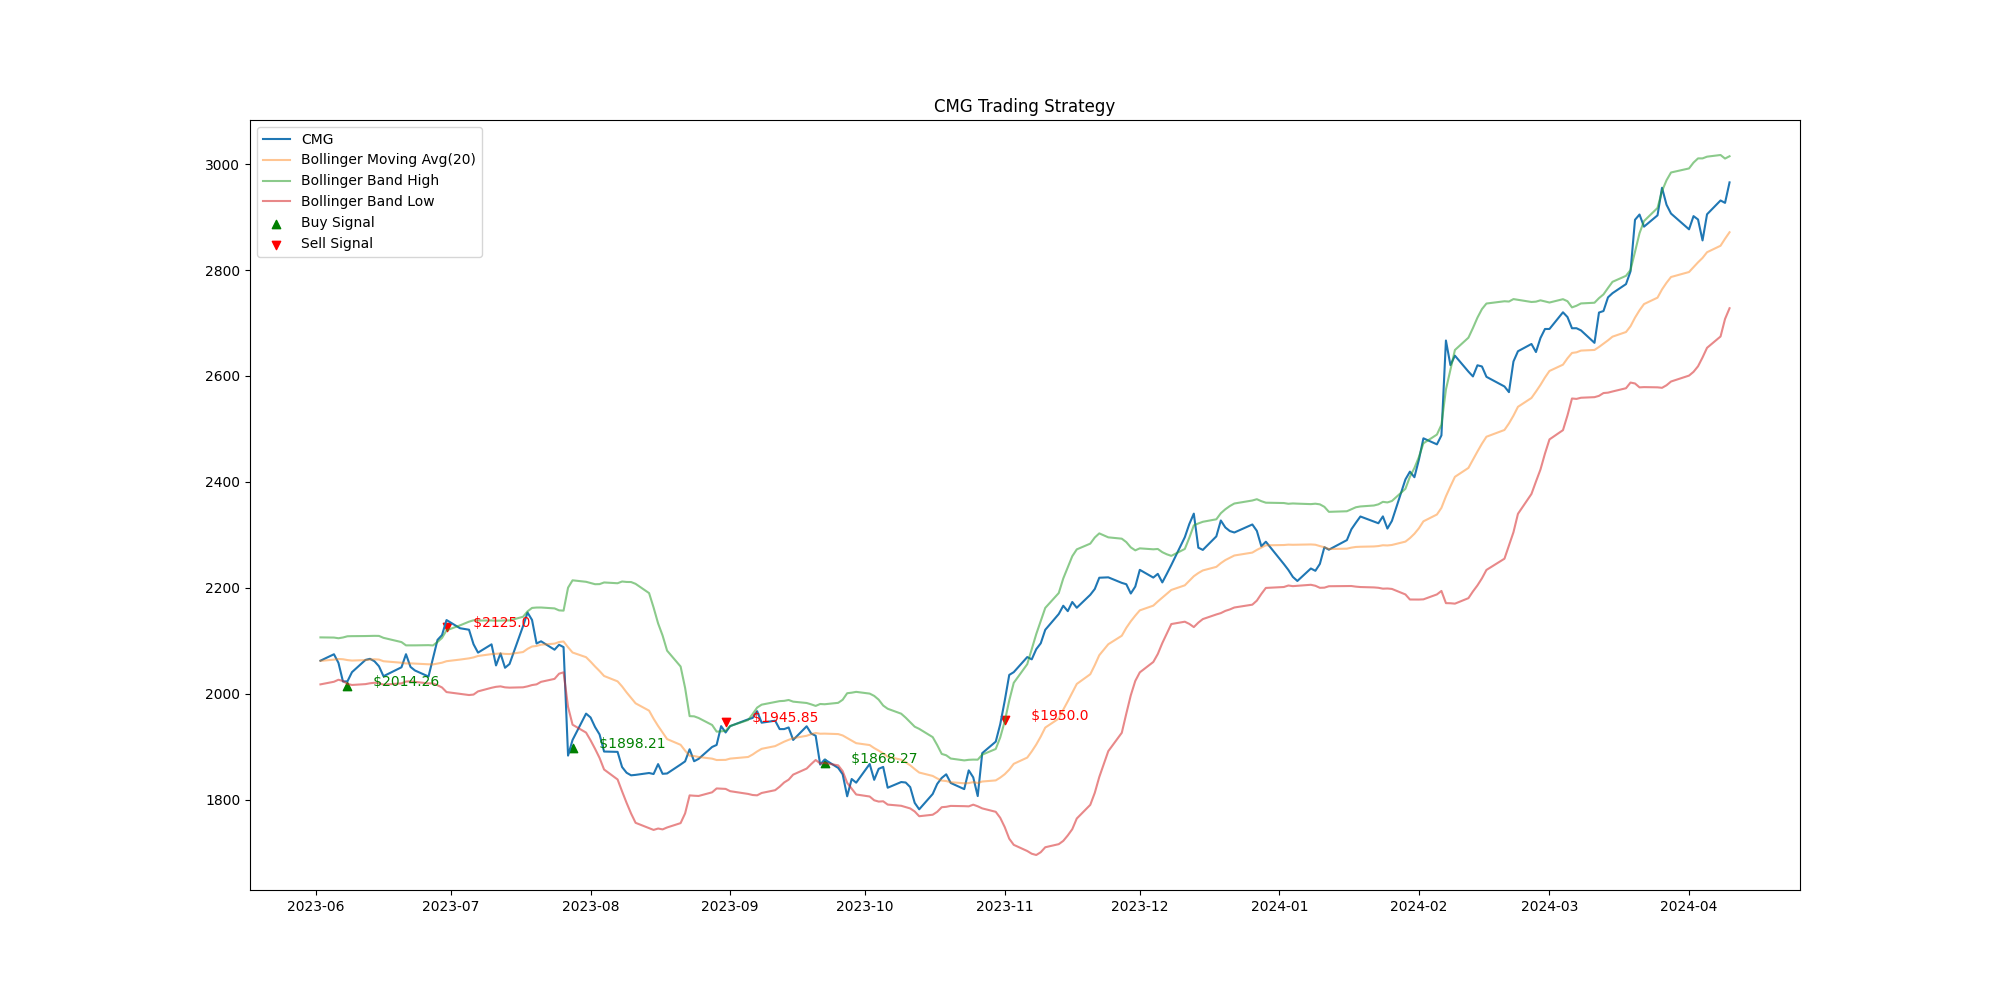 CMG Trading Strategy
CMG
Bollinger Moving Avg(20)
Bollinger Band High
Bollinger Band Low
Buy Signal
Sell Signal
3000
2800
2600
2400
2200
2000
1800
$2125.0
$2014.26
$1945.85
$1950.0
$1898.21
$1868.27
2023-06 2023-07 2023-08 2023-09 2023-10 2023-11 2023-12 2024-01 2024-02 2024-03 2024-04